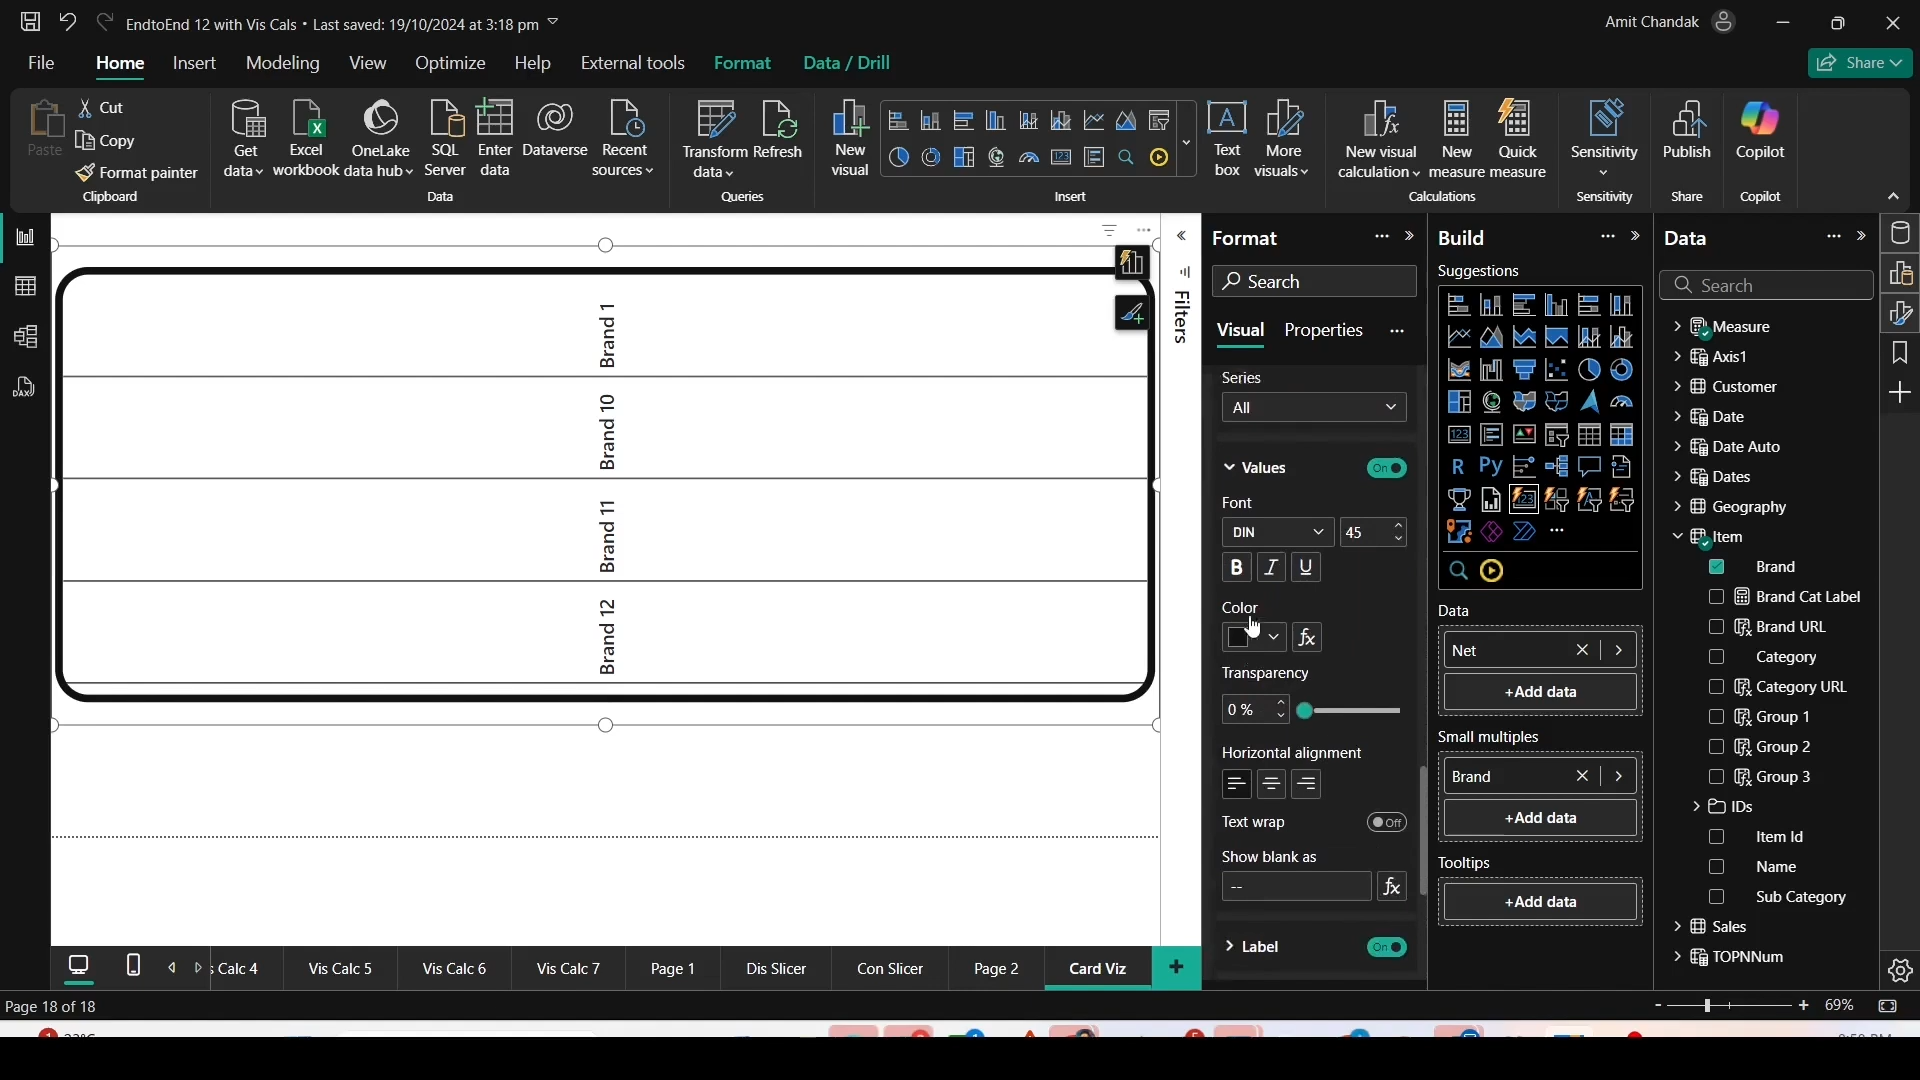 EndtoEnd 12 with Vis Cals • Last saved: 19/10/2024 at 3:18 pm
Amit Chandak
File Home Insert Modeling View Optimize Help External tools Format Data / Drill
Share
Paste
Cut
Copy
Format painter
Get data
Excel workbook
OneLake data hub
SQL Server
Enter data
Dataverse
Recent sources
Transform data
Refresh
New visual
Text box
More visuals
New visual calculation
New measure
Quick measure
Sensitivity
Publish
Copilot
Clipboard
Data
Queries
Insert
Calculations
Sensitivity
Share
Copilot
Brand 1
Brand 10
Brand 11
Brand 12
Filters
Format
Search
Visual Properties
Series
All
Values On
Font
DIN 45
B I U
Color
fx
Transparency
0 %
Horizontal alignment
Text wrap Off
Show blank as
-- fx
Label On
Build
Suggestions
R Py
Data
Net
+Add data
Small multiples
Brand
+Add data
Tooltips
+Add data
Data
Search
Measure
Axis1
Customer
Date
Date Auto
Dates
Geography
Item
Brand
Brand Cat Label
Brand URL
Category
Category URL
Group 1
Group 2
Group 3
IDs
Item Id
Name
Sub Category
Sales
TOPNNum
Calc 4 Vis Calc 5 Vis Calc 6 Vis Calc 7 Page 1 Dis Slicer Con Slicer Page 2 Card Viz +
Page 18 of 18
- + 69%